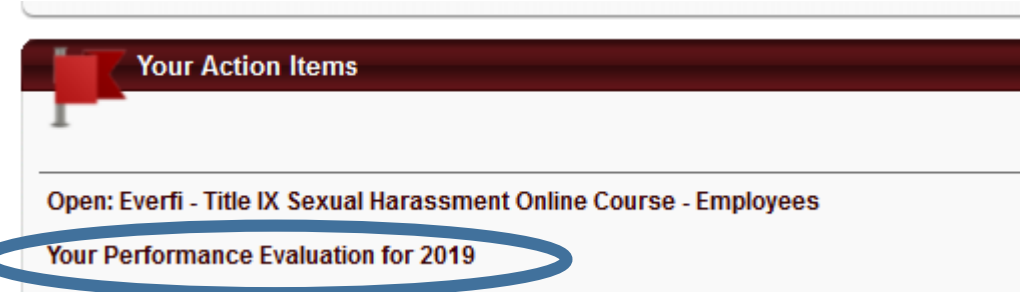 Your Action Items
Open: Everfi - Title IX Sexual Harassment Online Course - Employees
Your Performance Evaluation for 2019